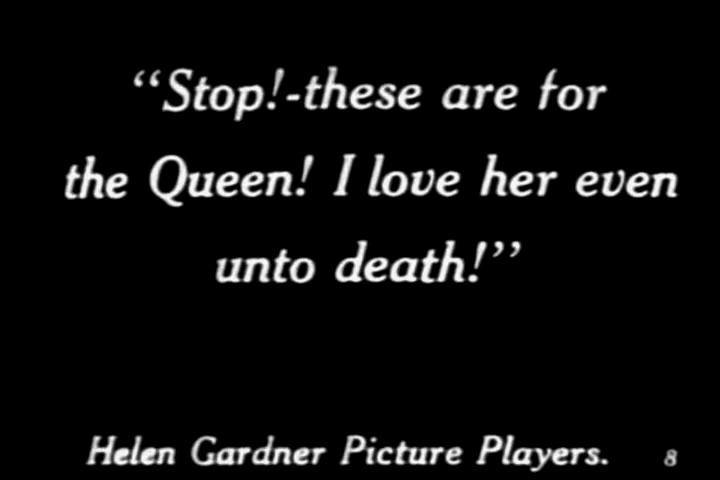 “Stop!-these are for
the Queen! I love her even
unto death!”
Helen Gardner Picture Players. 8